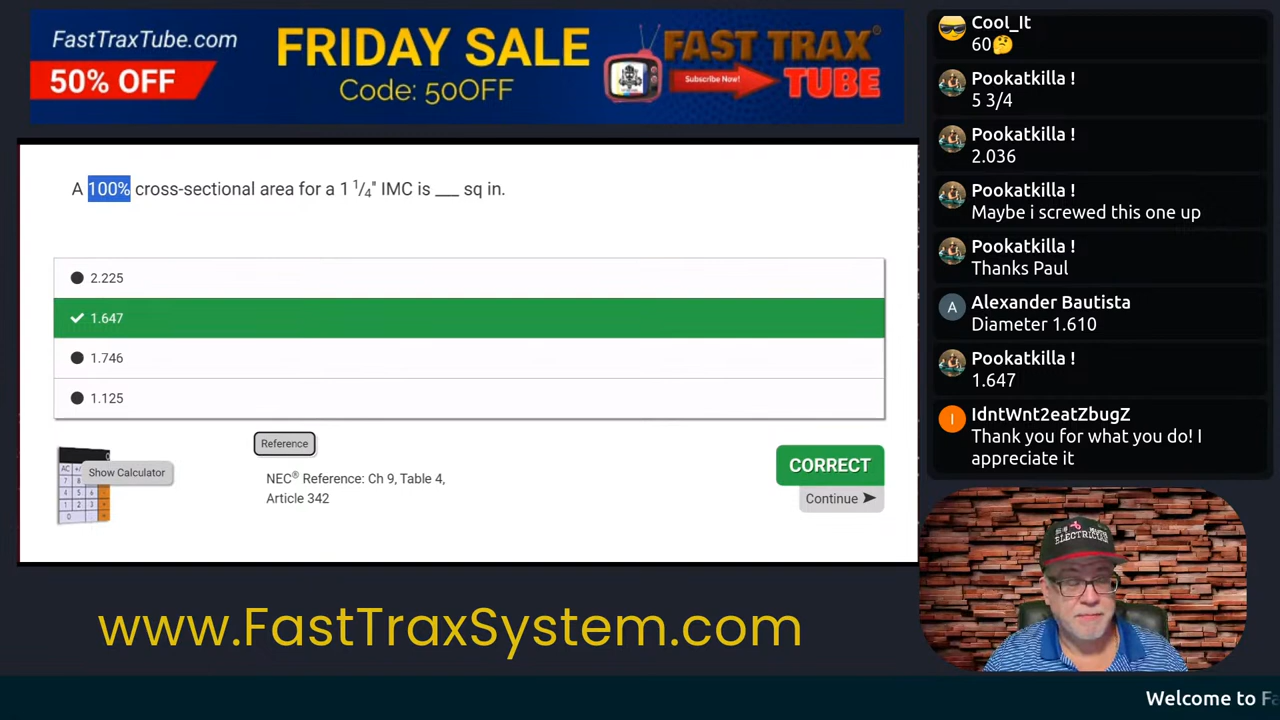 FastTraxTube.com
50% OFF
FRIDAY SALE
Code: 50OFF
FAST TRAX®
Subscribe Now!
TUBE
A 100% cross-sectional area for a 1 1/4" IMC is ___ sq in.
2.225
1.647
1.746
1.125
Reference
Show Calculator
NEC® Reference: Ch 9, Table 4,
Article 342
CORRECT
Continue
www.FastTraxSystem.com
Cool_It
60🤔
Pookatkilla !
5 3/4
Pookatkilla !
2.036
Pookatkilla !
Maybe i screwed this one up
Pookatkilla !
Thanks Paul
A
Alexander Bautista
Diameter 1.610
Pookatkilla !
1.647
I
IdntWnt2eatZbugZ
Thank you for what you do! I
appreciate it
ELECTRICIAN
Welcome to